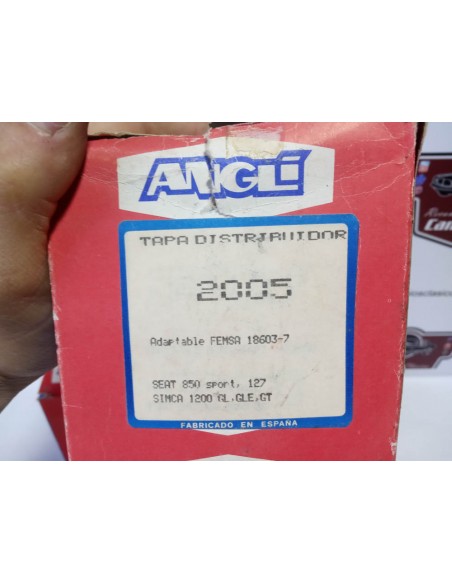 ANGLI
TAPA DISTRIBUIDOR
2005
Adaptable FEMSA 18603-7
SEAT 850 sport, 127
SIMCA 1200 GL,GLE,GT
FABRICADO EN ESPAÑA